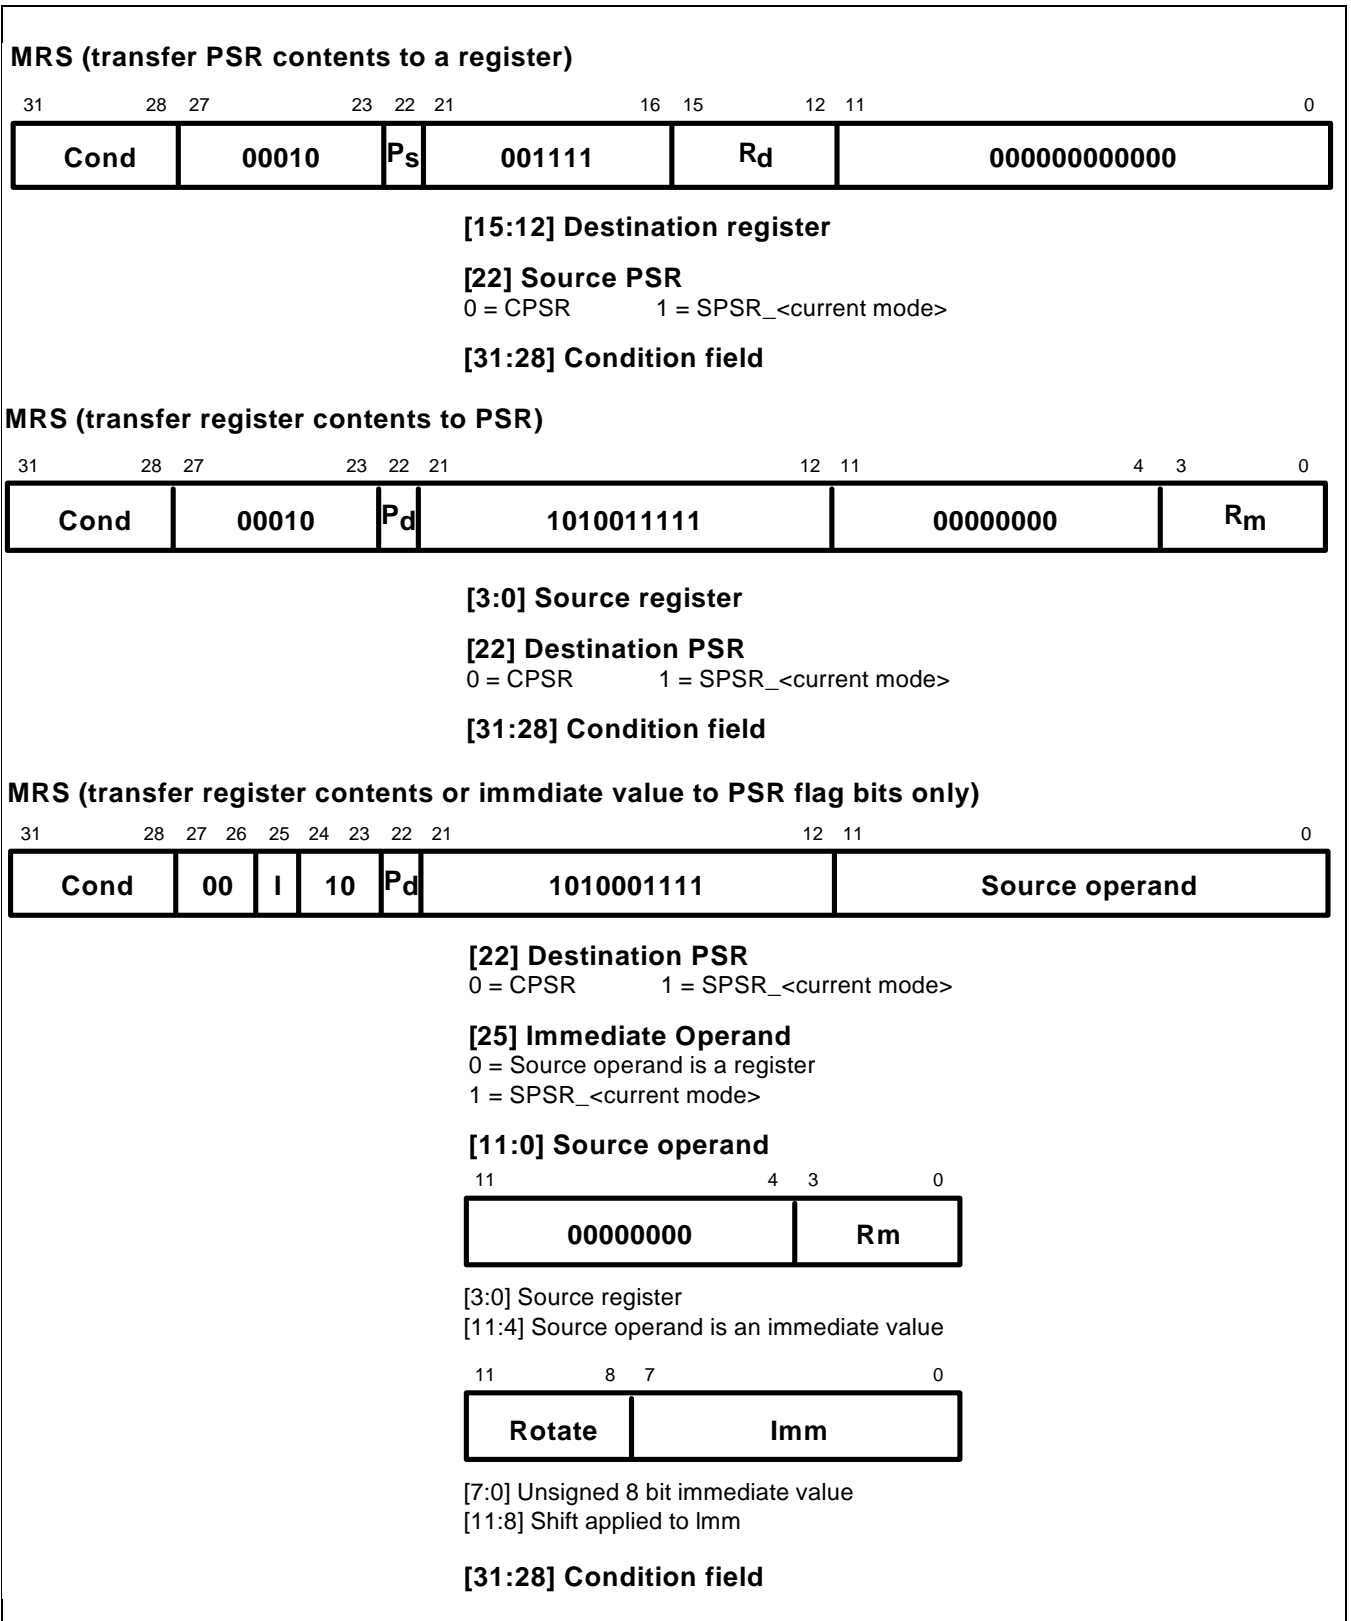 MRS (transfer PSR contents to a register)
31 28 27 23 22 21 16 15 12 11 0
Cond 00010 Ps 001111 Rd 000000000000
[15:12] Destination register
[22] Source PSR
0 = CPSR 1 = SPSR_<current mode>
[31:28] Condition field
MRS (transfer register contents to PSR)
31 28 27 23 22 21 12 11 4 3 0
Cond 00010 Pd 1010011111 00000000 Rm
[3:0] Source register
[22] Destination PSR
0 = CPSR 1 = SPSR_<current mode>
[31:28] Condition field
MRS (transfer register contents or immdiate value to PSR flag bits only)
31 28 27 26 25 24 23 22 21 12 11 0
Cond 00 I 10 Pd 1010001111 Source operand
[22] Destination PSR
0 = CPSR 1 = SPSR_<current mode>
[25] Immediate Operand
0 = Source operand is a register
1 = SPSR_<current mode>
[11:0] Source operand
11 4 3 0
00000000 Rm
[3:0] Source register
[11:4] Source operand is an immediate value
11 8 7 0
Rotate Imm
[7:0] Unsigned 8 bit immediate value
[11:8] Shift applied to Imm
[31:28] Condition field